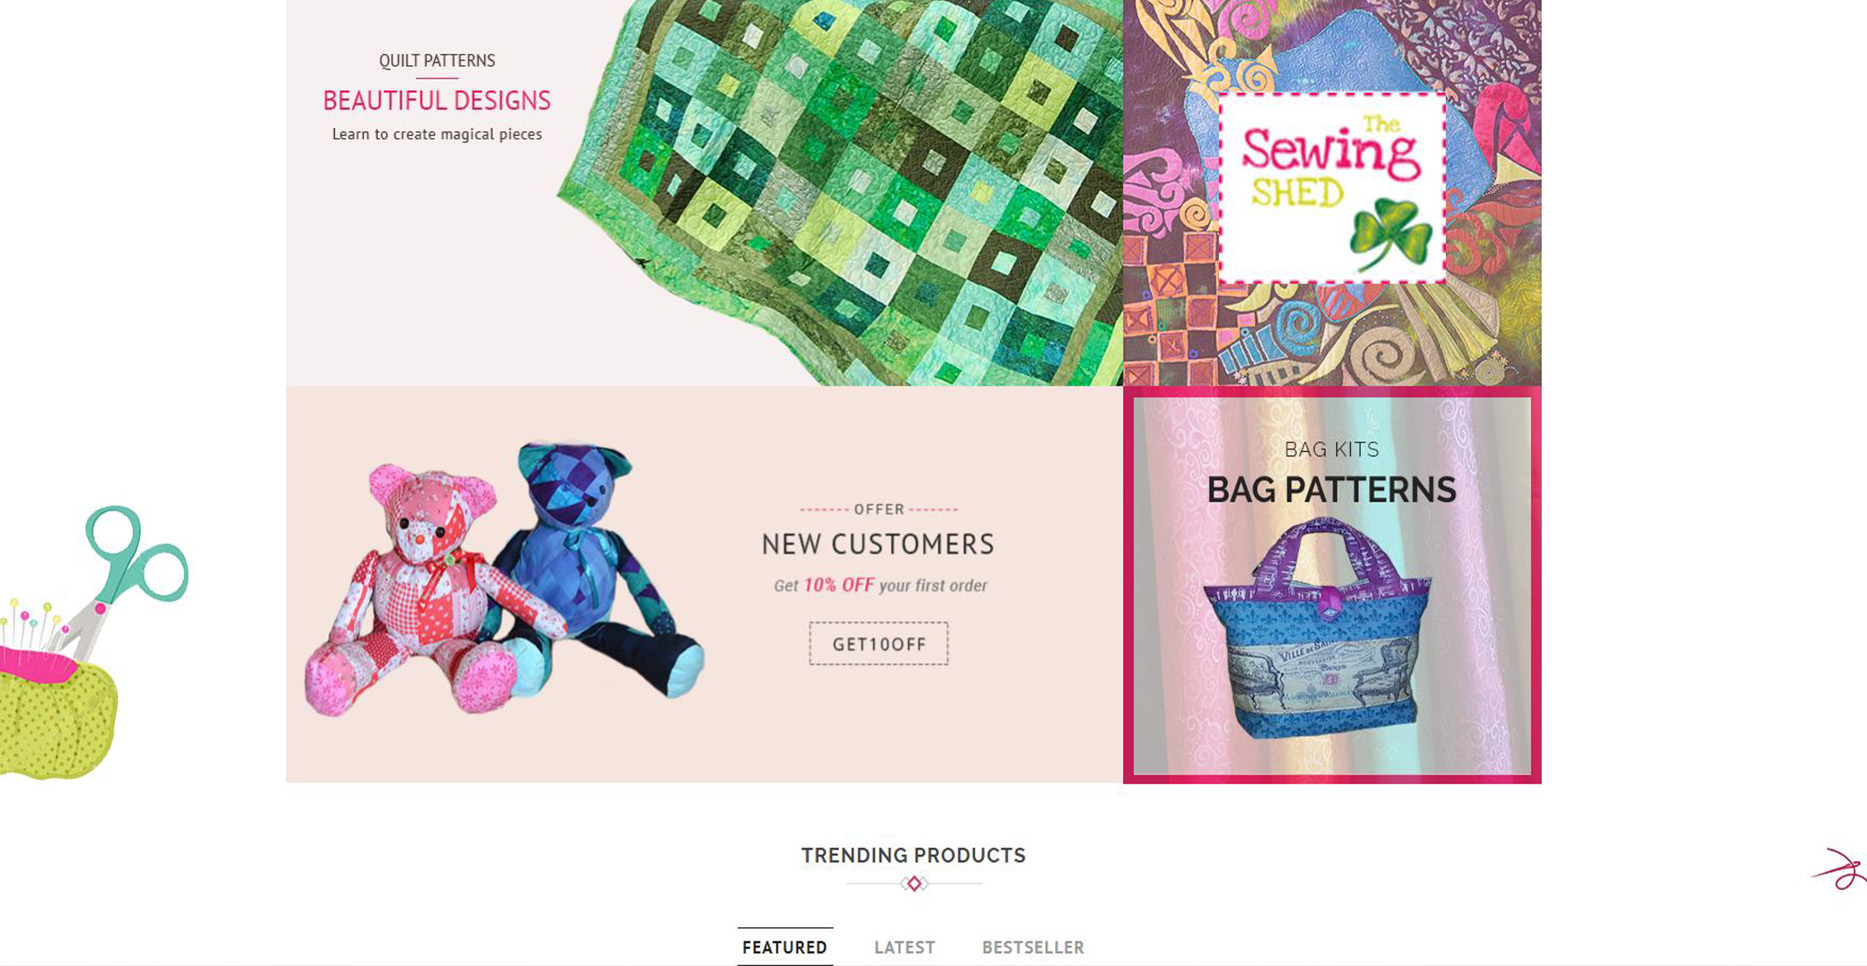 QUILT PATTERNS
BEAUTIFUL DESIGNS
Learn to create magical pieces
The
Sewing
SHED
OFFER
NEW CUSTOMERS
Get 10% OFF your first order
GET10OFF
BAG KITS
BAG PATTERNS
TRENDING PRODUCTS
FEATURED
LATEST
BESTSELLER